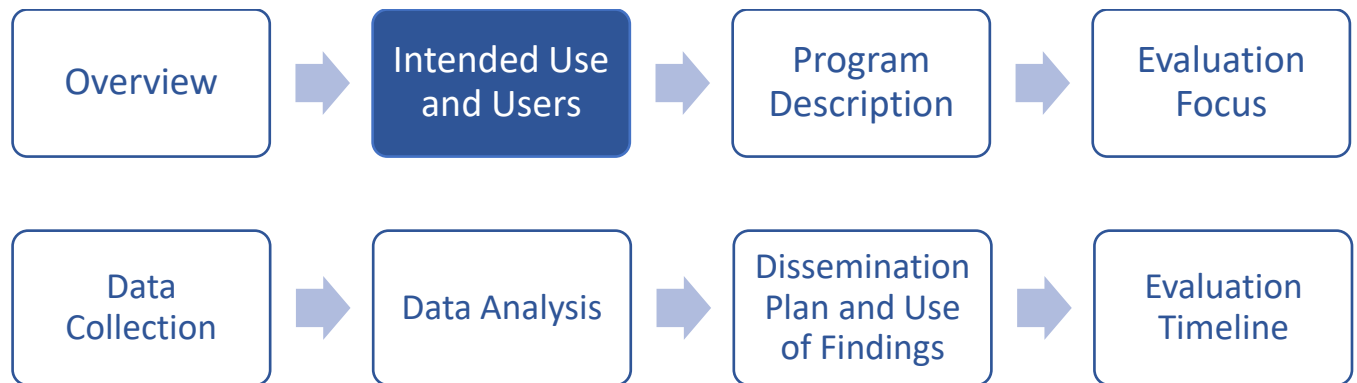 Overview
Intended Use
and Users
Program
Description
Evaluation
Focus
Data
Collection
Data Analysis
Dissemination
Plan and Use
of Findings
Evaluation
Timeline